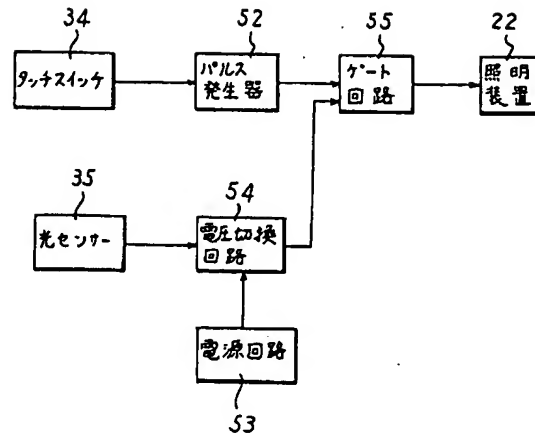 34
タッチスイッチ
52
パルス
発生器
55
ゲート
回路
22
照明
装置
35
光センサー
54
電圧切換
回路
電源回路
53